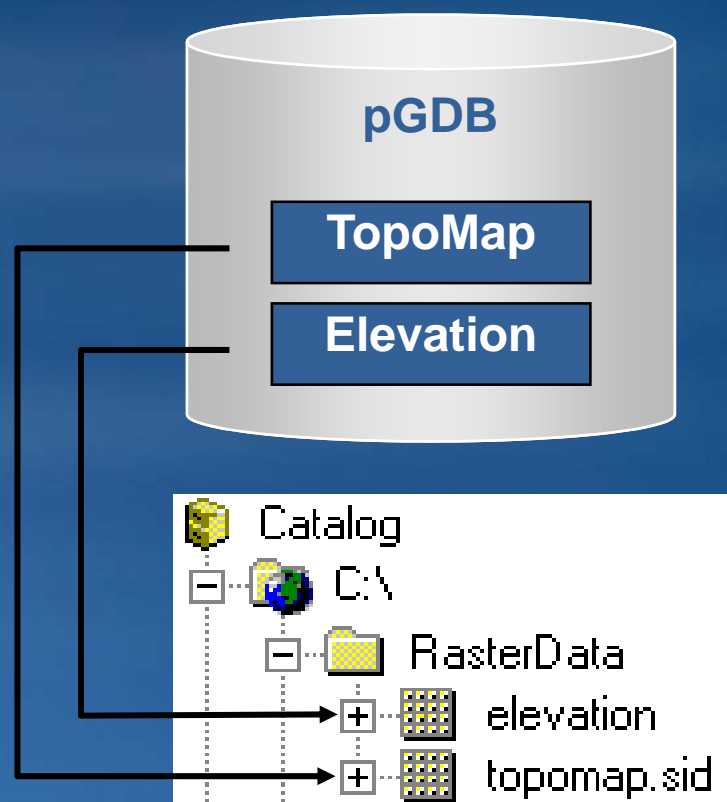 pGDB
TopoMap
Elevation
Catalog
C:\
RasterData
elevation
topomap.sid